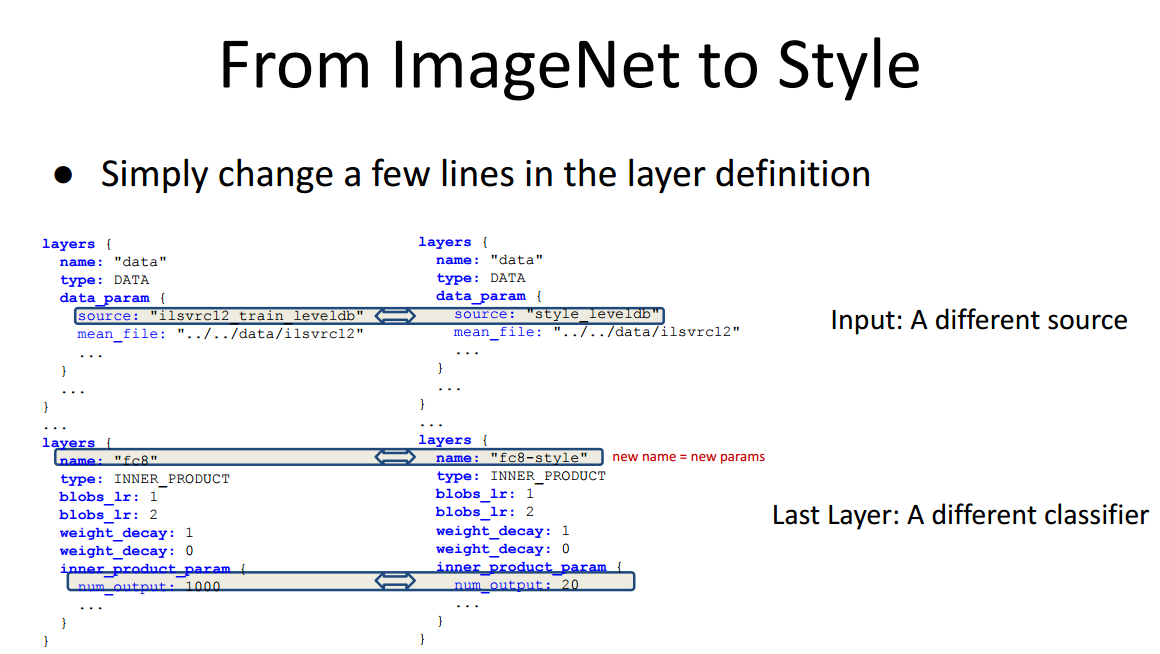 From ImageNet to Style
● Simply change a few lines in the layer definition
layers {
name: "data"
type: DATA
data_param {
source: "ilsvrc12_train_leveldb"
mean_file: "../../data/ilsvrc12"
...
}
...
}
...
layers {
name: "fc8"
type: INNER_PRODUCT
blobs_lr: 1
blobs_lr: 2
weight_decay: 1
weight_decay: 0
inner_product_param {
num_output: 1000
...
}
}
layers {
name: "data"
type: DATA
data_param {
source: "style_leveldb"
mean_file: "../../data/ilsvrc12"
...
}
...
}
...
layers {
name: "fc8-style"
type: INNER_PRODUCT
blobs_lr: 1
blobs_lr: 2
weight_decay: 1
weight_decay: 0
inner_product_param {
num_output: 20
...
}
}
Input: A different source
new name = new params
Last Layer: A different classifier